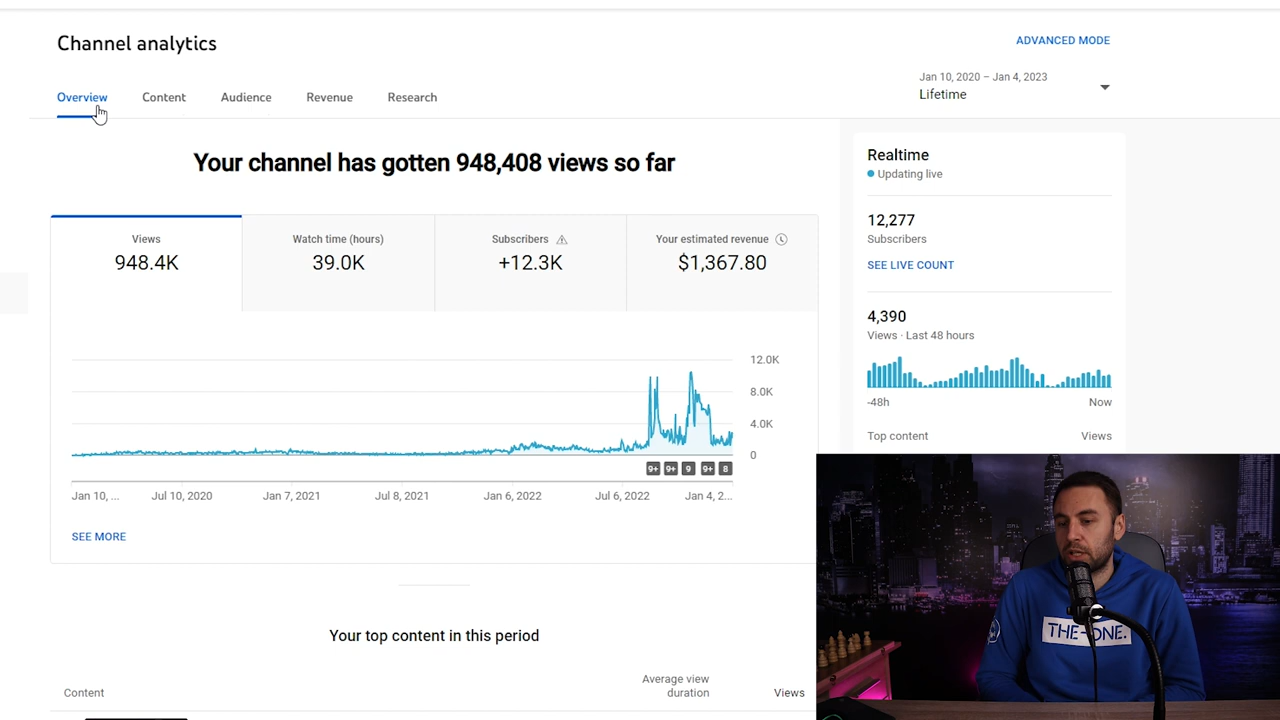 Channel analytics
ADVANCED MODE
Jan 10, 2020 – Jan 4, 2023
Lifetime
Overview
Content
Audience
Revenue
Research
Your channel has gotten 948,408 views so far
Views
948.4K
Watch time (hours)
39.0K
Subscribers
+12.3K
Your estimated revenue
$1,367.80
12.0K
8.0K
4.0K
0
9+ 9+ 9 9+ 8
Jan 10, ...
Jul 10, 2020
Jan 7, 2021
Jul 8, 2021
Jan 6, 2022
Jul 6, 2022
Jan 4, 2...
SEE MORE
Your top content in this period
Content
Average view
duration
Views
Realtime
Updating live
12,277
Subscribers
SEE LIVE COUNT
4,390
Views · Last 48 hours
-48h
Now
Top content
Views
THE-ONE.